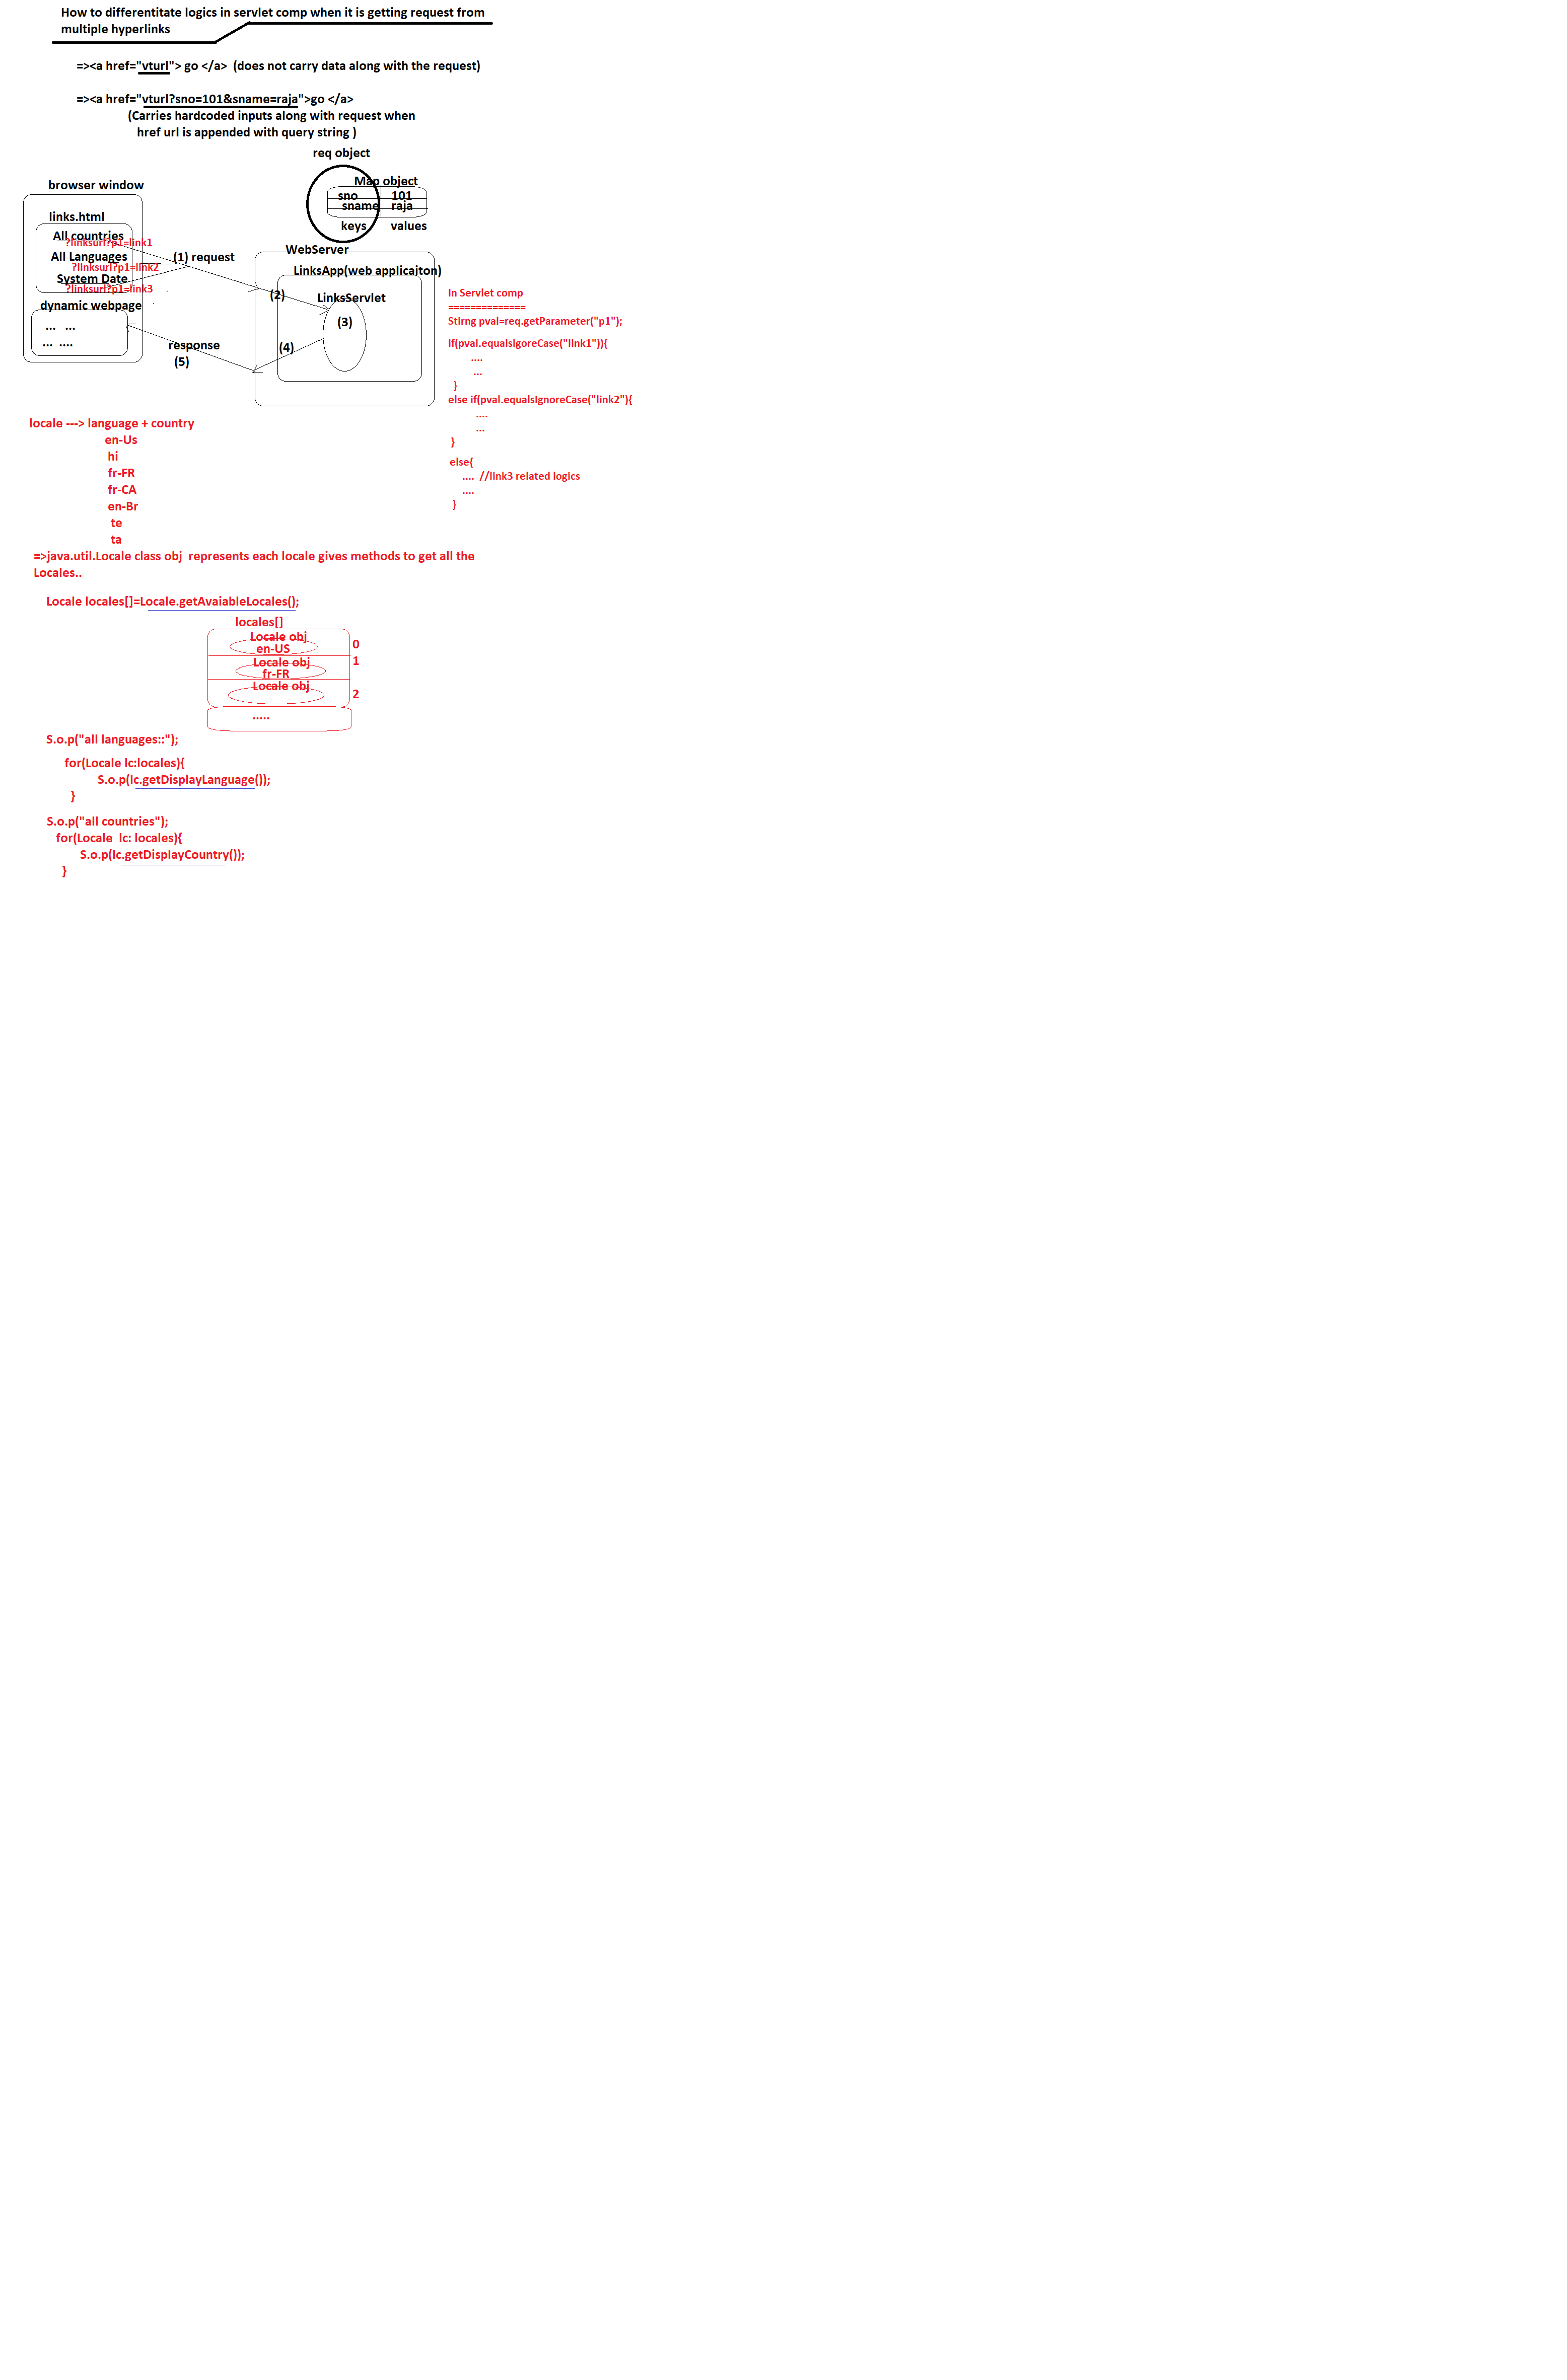 How to differentitate logics in servlet comp when it is getting request from
multiple hyperlinks
=><a href="vturl"> go </a>  (does not carry data along with the request)
=><a href="vturl?sno=101&sname=raja">go </a>
(Carries hardcoded inputs along with request when
href url is appended with query string )
req object
Map object
sno 101
sname raja
keys values
browser window
links.html
All countries
?linksurl?p1=link1
All Languages
?linksurl?p1=link2
System Date
?linksurl?p1=link3
dynamic webpage
... ...
... ....
(1) request
WebServer
LinksApp(web applicaiton)
(2)
LinksServlet
(3)
(4)
response
(5)
In Servlet comp
==============
Stirng pval=req.getParameter("p1");
if(pval.equalsIgoreCase("link1")){
....
...
}
else if(pval.equalsIgnoreCase("link2"){
....
...
}
else{
.... //link3 related logics
....
}
locale ---> language + country
en-Us
hi
fr-FR
fr-CA
en-Br
te
ta
=>java.util.Locale class obj  represents each locale gives methods to get all the
Locales..
Locale locales[]=Locale.getAvaiableLocales();
locales[]
Locale obj
en-US
0
Locale obj
fr-FR
1
Locale obj
2
.....
S.o.p("all languages::");
for(Locale lc:locales){
S.o.p(lc.getDisplayLanguage());
}
S.o.p("all countries");
for(Locale  lc: locales){
S.o.p(lc.getDisplayCountry());
}